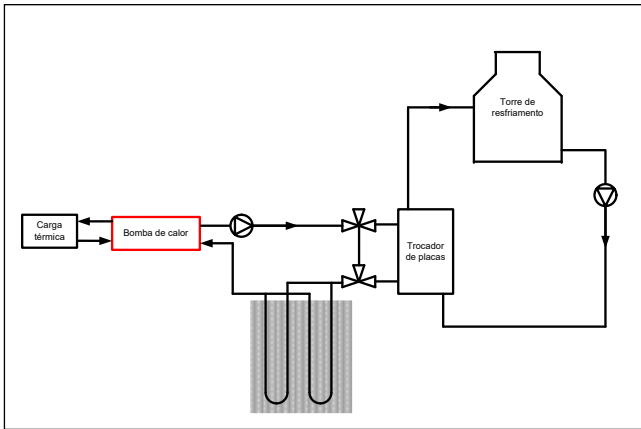 Torre de
resfriamento
Carga
térmica
Bomba de calor
Trocador
de placas